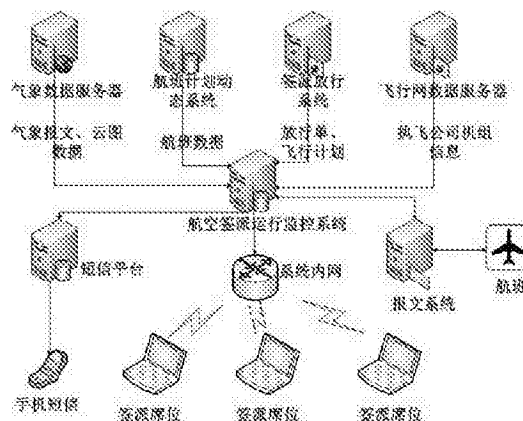 气象数据服务器
航班计划动
态系统
签派放行
系统
飞行网数据服务器
气象报文、云图
数据
航班数据
放行单、
飞行计划
执飞公司机组
信息
航空签派运行监控系统
短信平台
系统内网
报文系统
航班
手机短信
签派席位
签派席位
签派席位